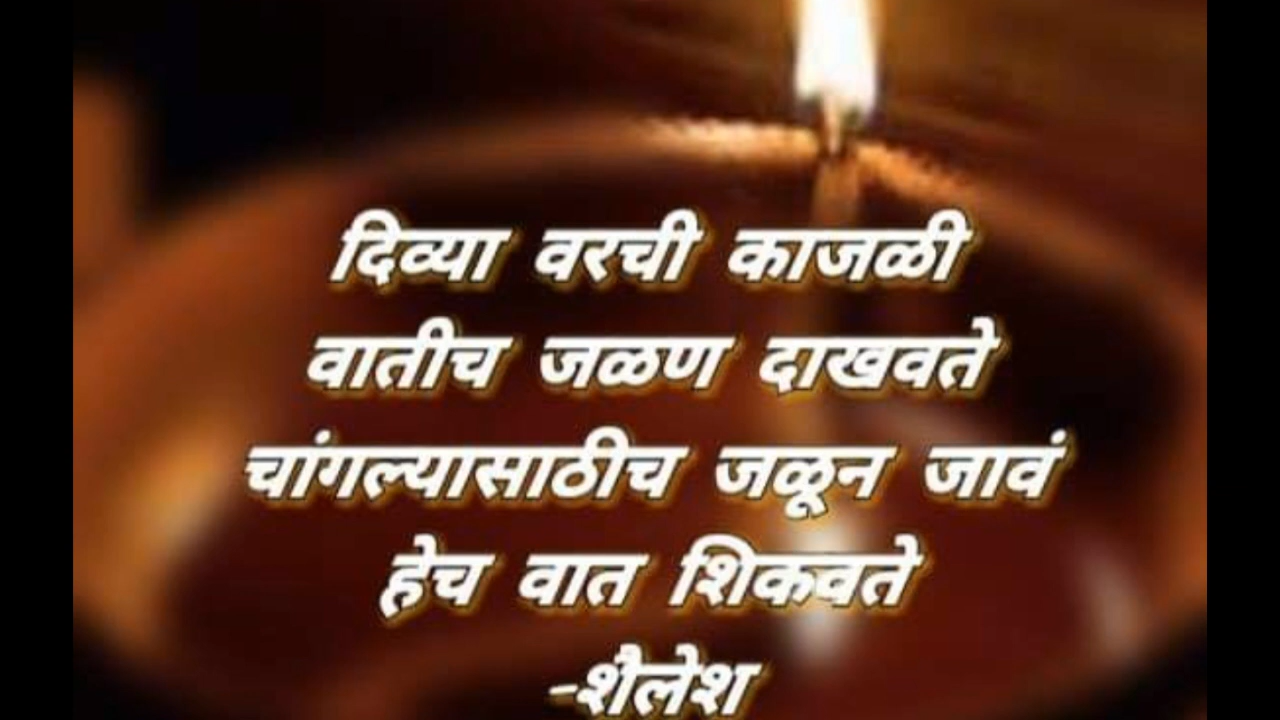 दिव्या वरची काजळी
वातीच जळण दाखवते
चांगल्यासाठीच जळून जावं
हेच वात शिकवते
-शैलेश